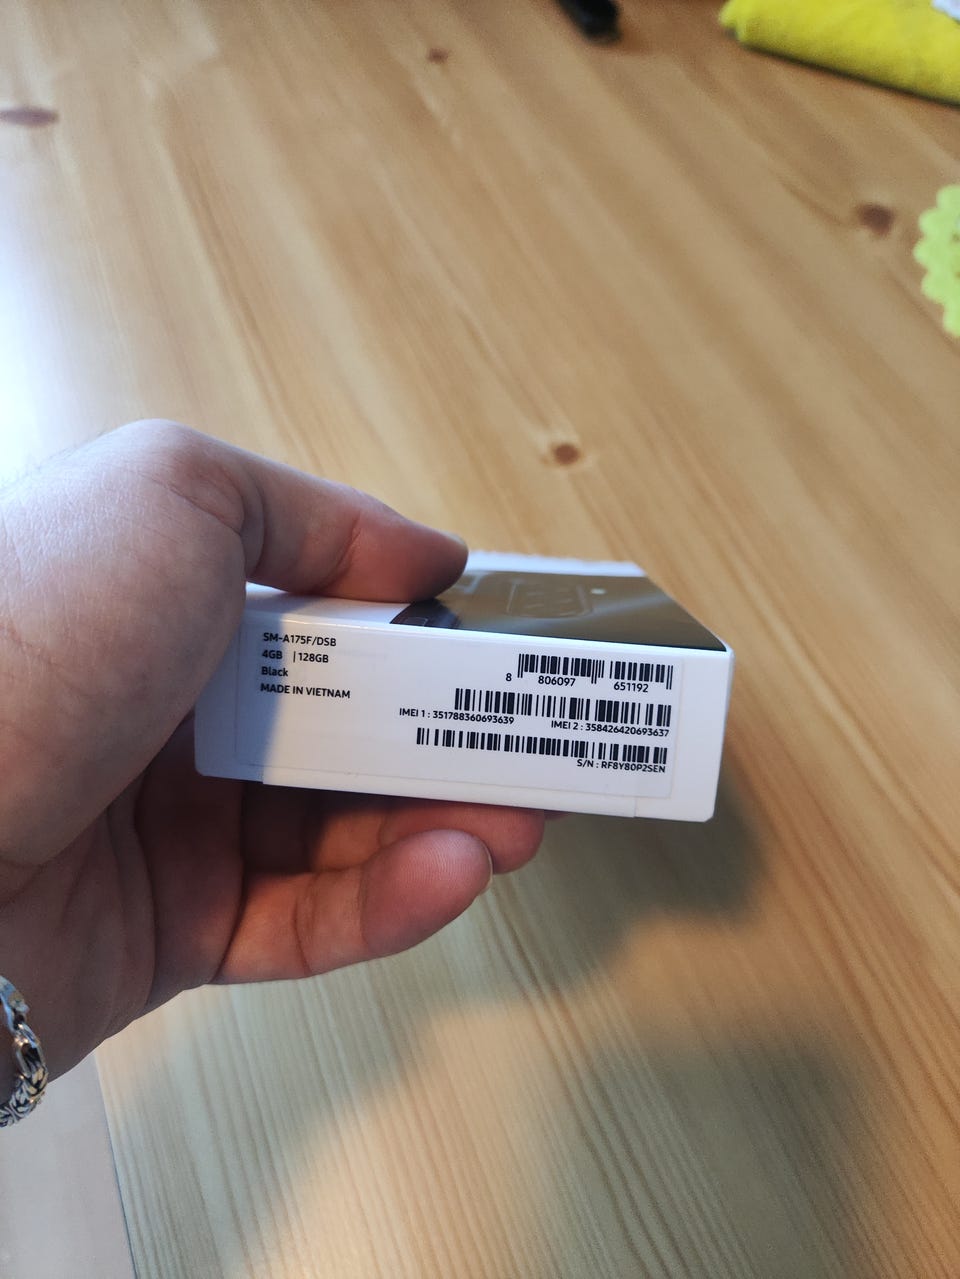 SM-A175F/DSB
4GB | 128GB
Black
MADE IN VIETNAM
8 806097 651192
IMEI 1 : 351788360693639 IMEI 2 : 358426420693637
S/N : RF8Y80P2SEN